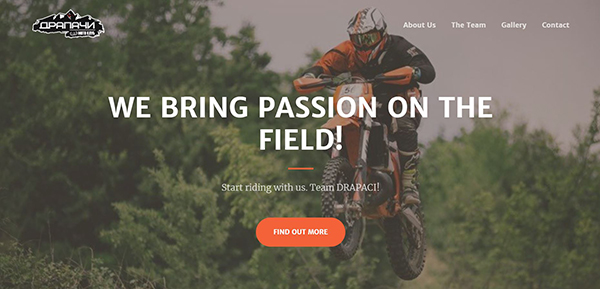 ДРАПАЧИ
About Us
The Team
Gallery
Contact
WE BRING PASSION ON THE
FIELD!
Start riding with us. Team DRAPACI!
FIND OUT MORE